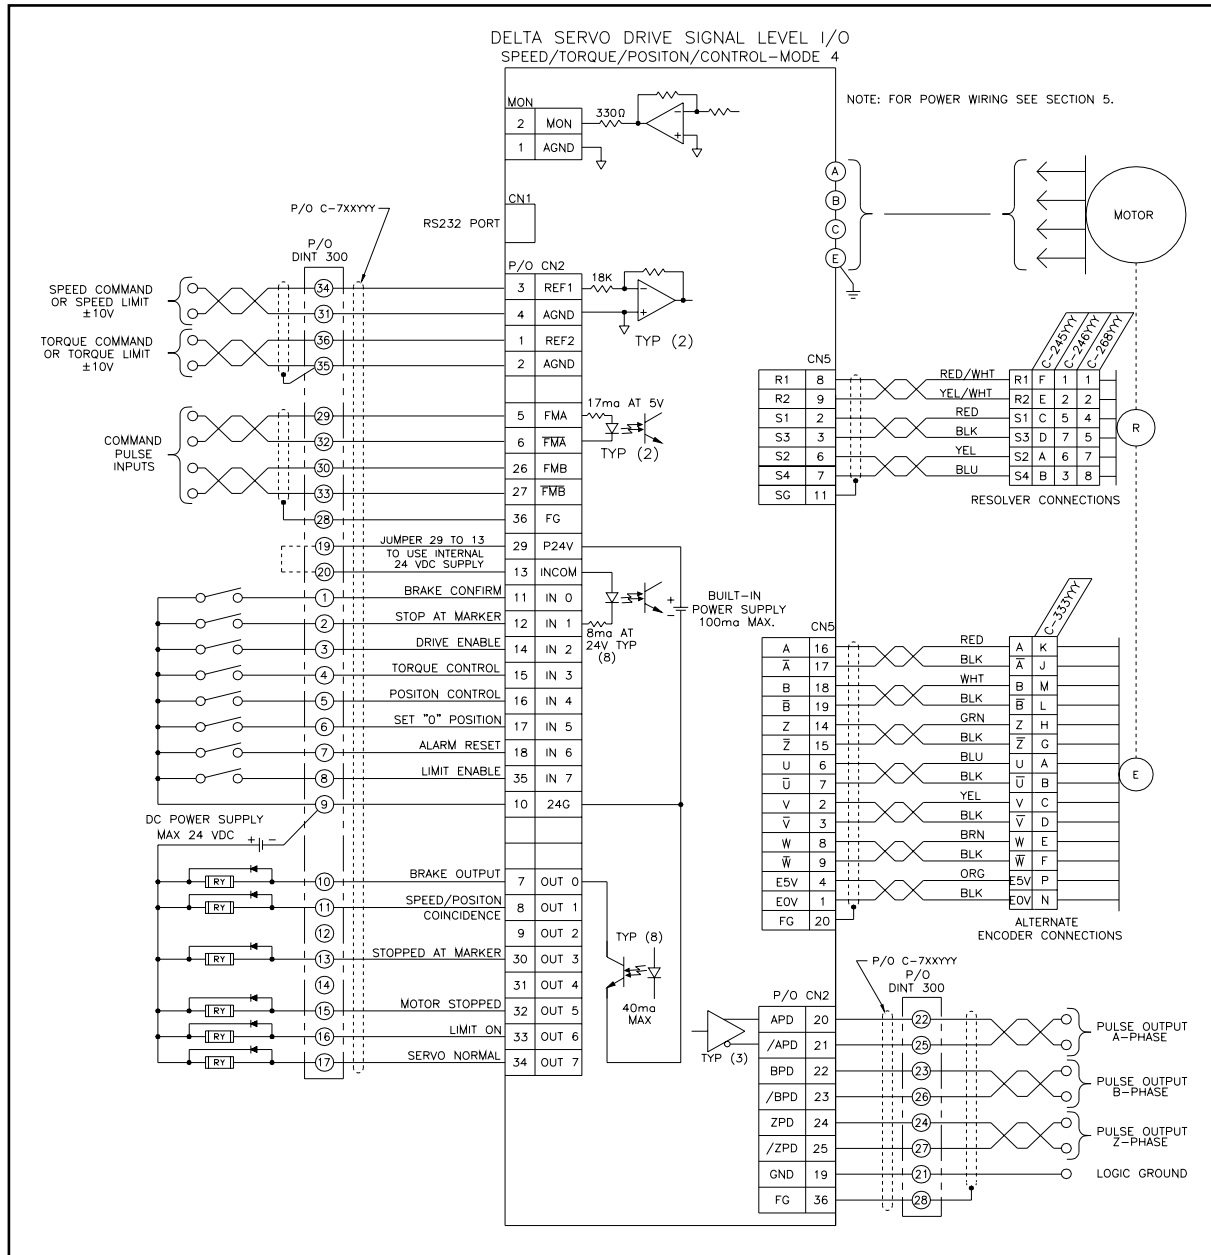 DELTA SERVO DRIVE SIGNAL LEVEL I/O
SPEED/TORQUE/POSITON/CONTROL-MODE 4
NOTE: FOR POWER WIRING SEE SECTION 5.
MON
2 MON 330Ω
1 AGND
CN1
RS232 PORT
A
B
C
E
MOTOR
P/O C-7XXYYY
P/O
DINT 300
P/O CN2
SPEED COMMAND
OR SPEED LIMIT
±10V
34 3 REF1 18K
31 4 AGND
TYP (2)
TORQUE COMMAND
OR TORQUE LIMIT
±10V
36 1 REF2
35 2 AGND
COMMAND
PULSE
INPUTS
29 5 FMA 17ma AT 5V
32 6 F̅M̅A̅ TYP (2)
30 26 FMB
33 27 F̅M̅B̅
28 36 FG
19 JUMPER 29 TO 13 29 P24V
TO USE INTERNAL
24 VDC SUPPLY
20 13 INCOM
1 BRAKE CONFIRM 11 IN 0
2 STOP AT MARKER 12 IN 1
3 DRIVE ENABLE 14 IN 2
4 TORQUE CONTROL 15 IN 3
5 POSITON CONTROL 16 IN 4
6 SET "0" POSITION 17 IN 5
7 ALARM RESET 18 IN 6
8 LIMIT ENABLE 35 IN 7
9 10 24G
8ma AT
24V TYP
(8)
+
-
BUILT-IN
POWER SUPPLY
100ma MAX.
DC POWER SUPPLY
MAX 24 VDC + -
RY 10 BRAKE OUTPUT 7 OUT 0
RY 11 SPEED/POSITON
COINCIDENCE 8 OUT 1
12 9 OUT 2
RY 13 STOPPED AT MARKER 30 OUT 3
14 31 OUT 4
RY 15 MOTOR STOPPED 32 OUT 5
RY 16 LIMIT ON 33 OUT 6
RY 17 SERVO NORMAL 34 OUT 7
TYP (8)
40ma
MAX
CN5
C-245YYY C-246YYY C-268YYY
R1 8 RED/WHT R1 F 1 1
R2 9 YEL/WHT R2 E 2 2
S1 2 RED S1 C 5 4
S3 3 BLK S3 D 7 5
S2 6 YEL S2 A 6 7
S4 7 BLU S4 B 3 8
SG 11
R
RESOLVER CONNECTIONS
CN5
C-333YYY
A 16 RED A K
A̅ 17 BLK A̅ J
B 18 WHT B M
B̅ 19 BLK B̅ L
Z 14 GRN Z H
Z̅ 15 BLK Z̅ G
U 6 BLU U A
U̅ 7 BLK U̅ B
V 2 YEL V C
V̅ 3 BLK V̅ D
W 8 BRN W E
W̅ 9 BLK W̅ F
E5V 4 ORG E5V P
E0V 1 BLK E0V N
FG 20
E
ALTERNATE
ENCODER CONNECTIONS
P/O C-7XXYYY
P/O
DINT 300
P/O CN2
TYP (3)
APD 20 22
/APD 21 25
PULSE OUTPUT
A-PHASE
BPD 22 23
/BPD 23 26
PULSE OUTPUT
B-PHASE
ZPD 24 24
/ZPD 25 27
PULSE OUTPUT
Z-PHASE
GND 19 21 LOGIC GROUND
FG 36 28